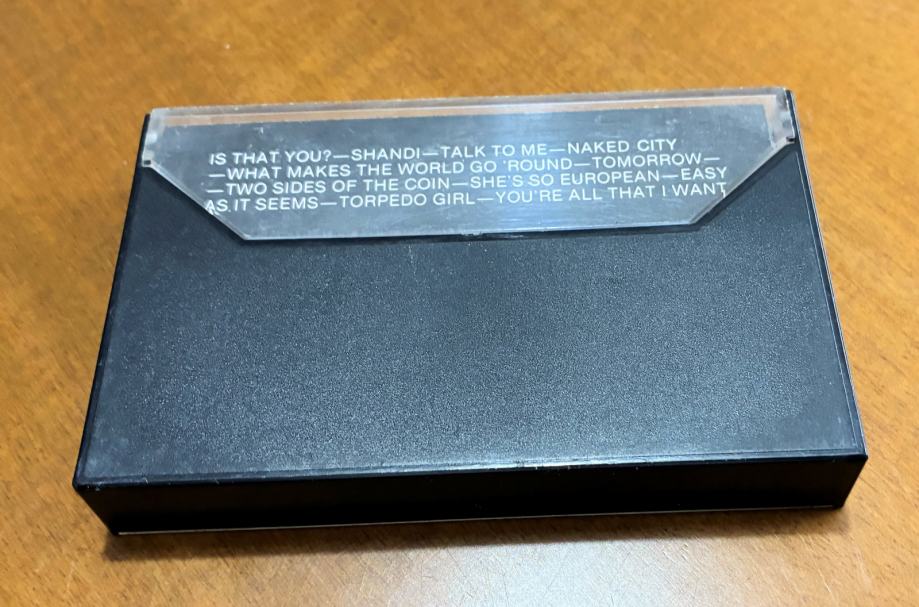 IS THAT YOU?—SHANDI—TALK TO ME—NAKED CITY
—WHAT MAKES THE WORLD GO 'ROUND—TOMORROW—
—TWO SIDES OF THE COIN—SHE'S SO EUROPEAN—EASY
AS IT SEEMS—TORPEDO GIRL—YOU'RE ALL THAT I WANT